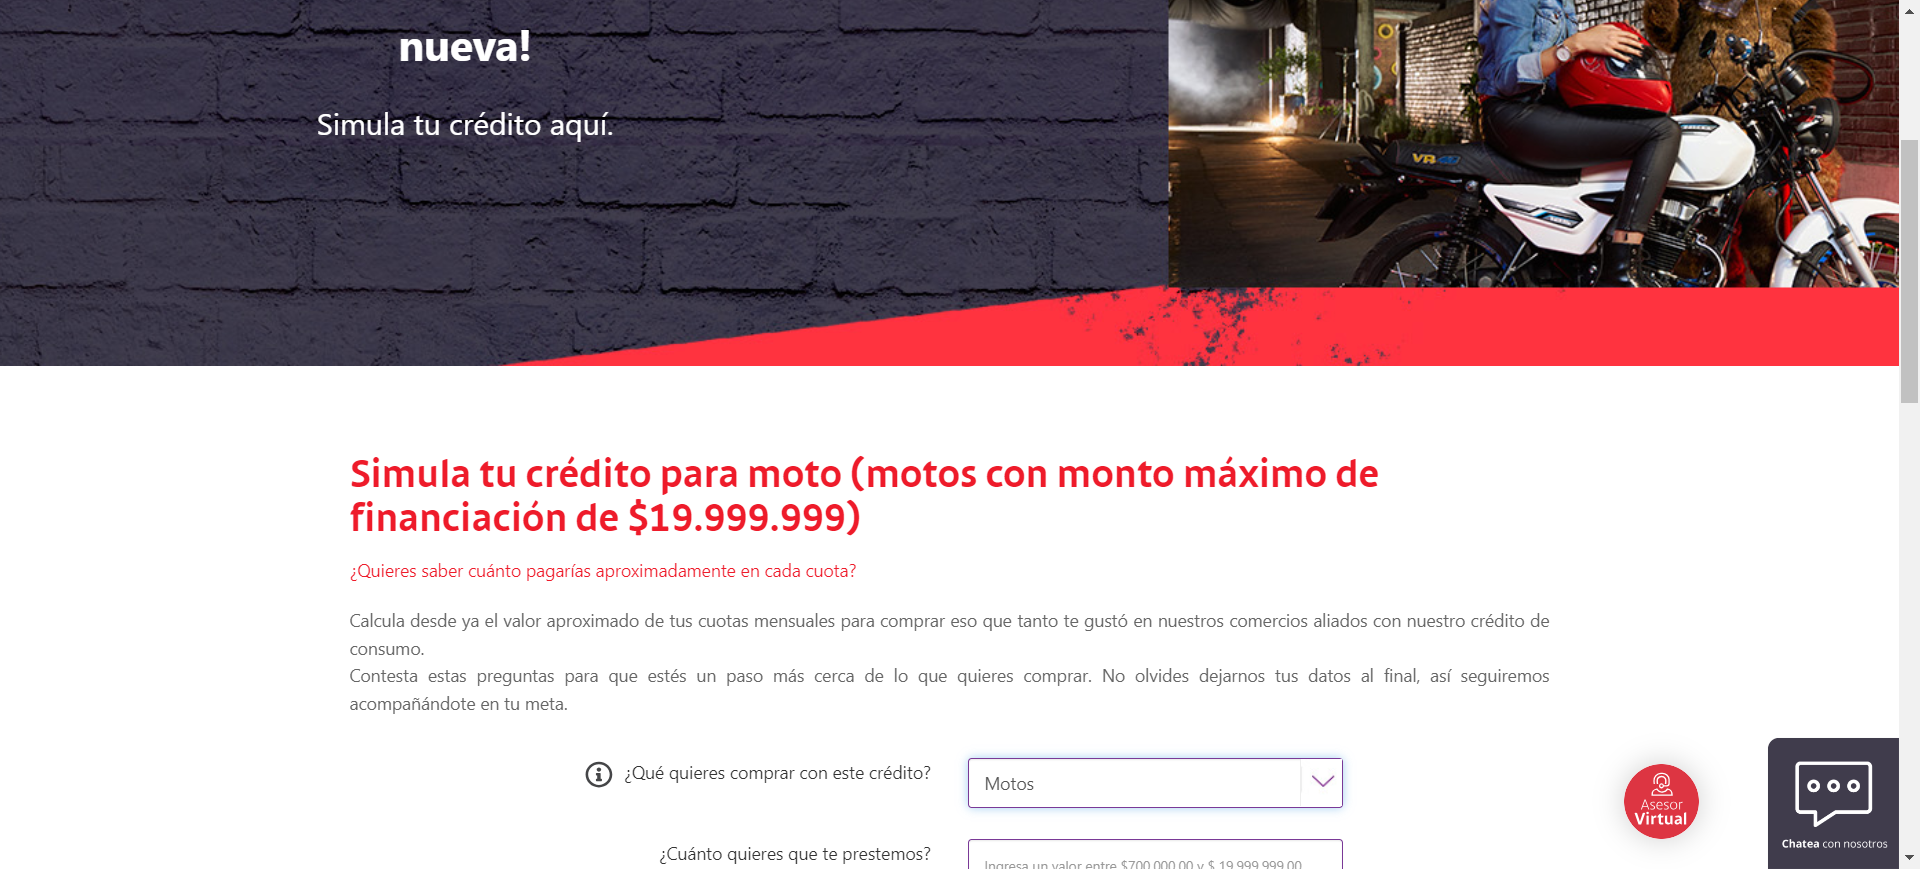 nueva!
Simula tu crédito aquí.
VR
Simula tu crédito para moto (motos con monto máximo de
financiación de $19.999.999)
¿Quieres saber cuánto pagarías aproximadamente en cada cuota?
Calcula desde ya el valor aproximado de tus cuotas mensuales para comprar eso que tanto te gustó en nuestros comercios aliados con nuestro crédito de
consumo.
Contesta estas preguntas para que estés un paso más cerca de lo que quieres comprar. No olvides dejarnos tus datos al final, así seguiremos
acompañándote en tu meta.
¿Qué quieres comprar con este crédito?
Motos
Asesor
Virtual
¿Cuánto quieres que te prestemos?
Ingresa un valor entre $700.000,00 y $ 19.999.999,00
Chatea con nosotros